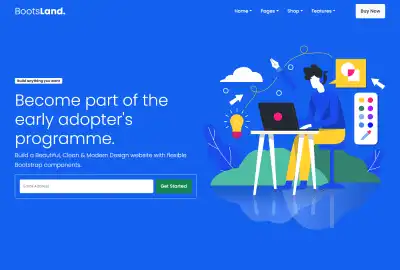 BootsLand.
Home Pages Shop Features Buy Now
Build anything you want
Become part of the
early adopter's
programme.
Build a Beautiful, Clean & Modern Design website with flexible
Bootstrap components.
Email Address Get Started